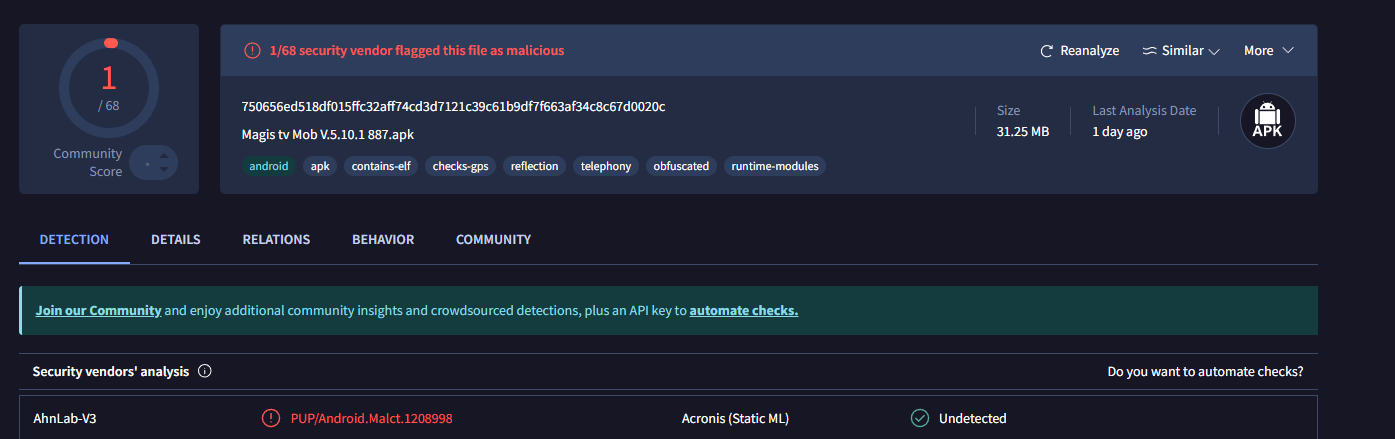 1
/ 68
Community
Score
1/68 security vendor flagged this file as malicious
Reanalyze
Similar
More
750656ed518df015ffc32aff74cd3d7121c39c61b9df7f663af34c8c67d0020c
Magis tv Mob V.5.10.1 887.apk
android apk contains-elf checks-gps reflection telephony obfuscated runtime-modules
Size
31.25 MB
Last Analysis Date
1 day ago
APK
DETECTION DETAILS RELATIONS BEHAVIOR COMMUNITY
Join our Community and enjoy additional community insights and crowdsourced detections, plus an API key to automate checks.
Security vendors' analysis
Do you want to automate checks?
AhnLab-V3 PUP/Android.Malct.1208998 Acronis (Static ML) Undetected